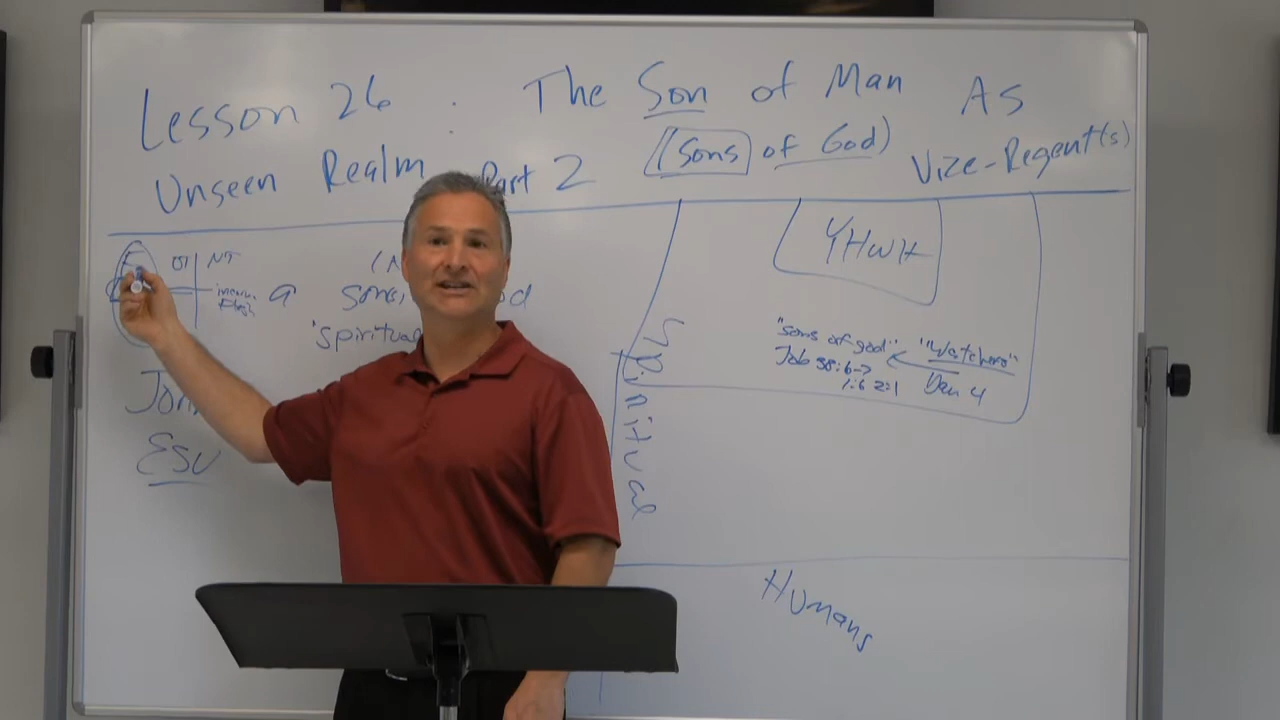 Lesson 26 : The Son of Man As
Unseen Realm Part 2 (Sons of God) Vize-Regent(s)
OT NT
sons,
'spiritual
ESV
Spiritual
YHWH
"sons of god" "Watchers"
Job 38:6-7 Dan 4
1:6 2:1
Humans